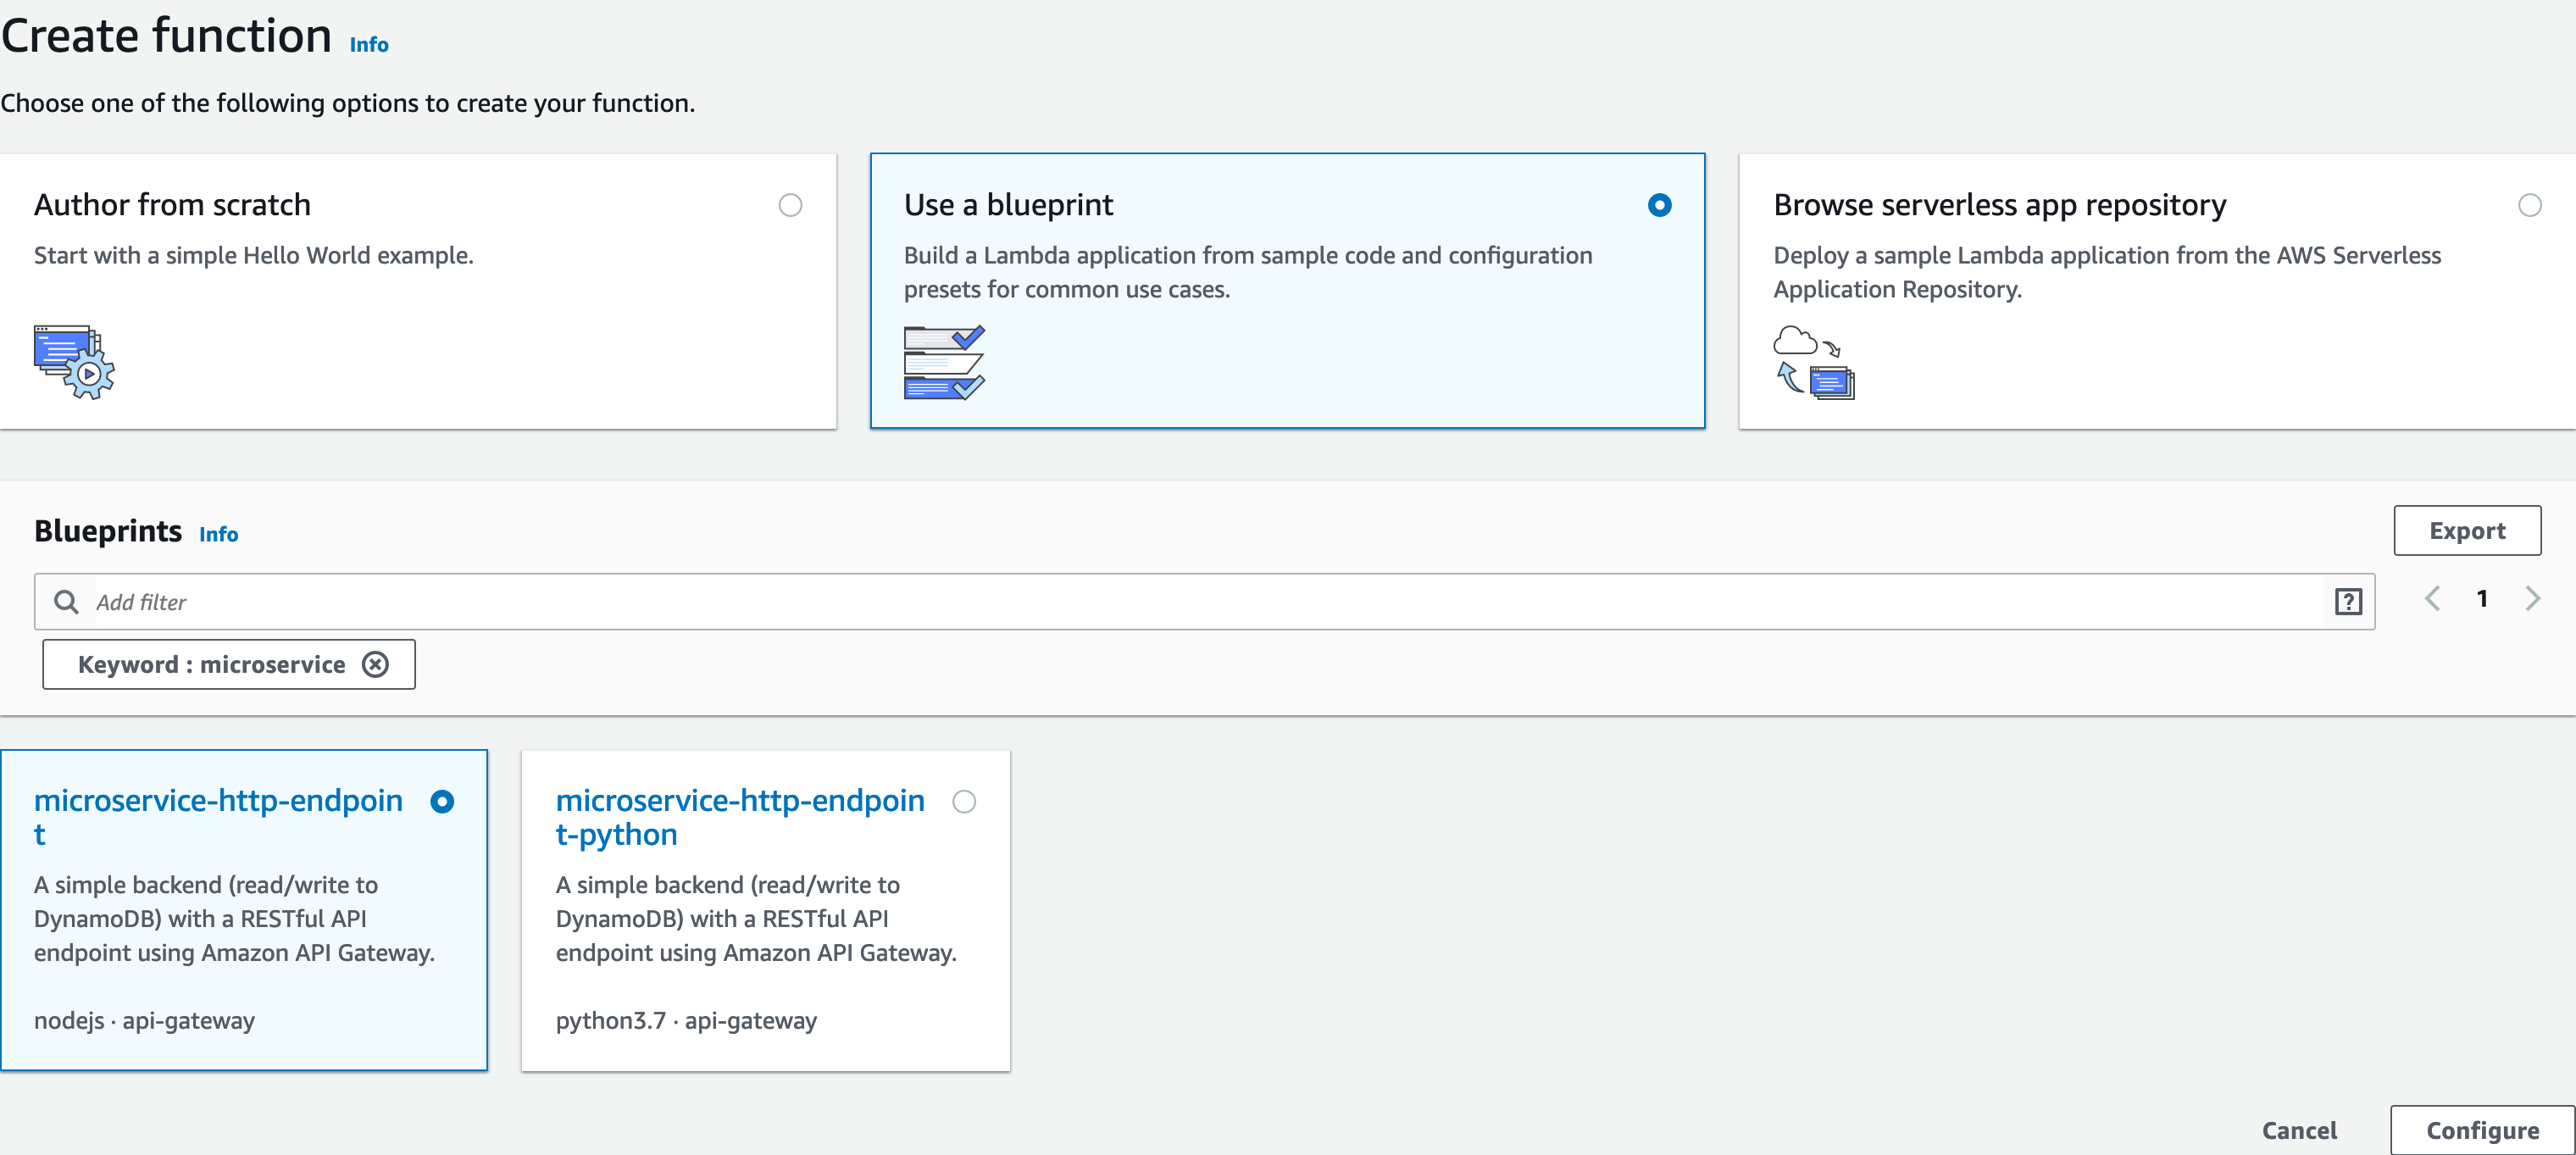 Create function Info
Choose one of the following options to create your function.
Author from scratch
Start with a simple Hello World example.
Use a blueprint
Build a Lambda application from sample code and configuration
presets for common use cases.
Browse serverless app repository
Deploy a sample Lambda application from the AWS Serverless
Application Repository.
Blueprints Info
Export
Add filter
?
1
Keyword : microservice
microservice-http-endpoin
t
A simple backend (read/write to
DynamoDB) with a RESTful API
endpoint using Amazon API Gateway.
nodejs · api-gateway
microservice-http-endpoin
t-python
A simple backend (read/write to
DynamoDB) with a RESTful API
endpoint using Amazon API Gateway.
python3.7 · api-gateway
Cancel
Configure